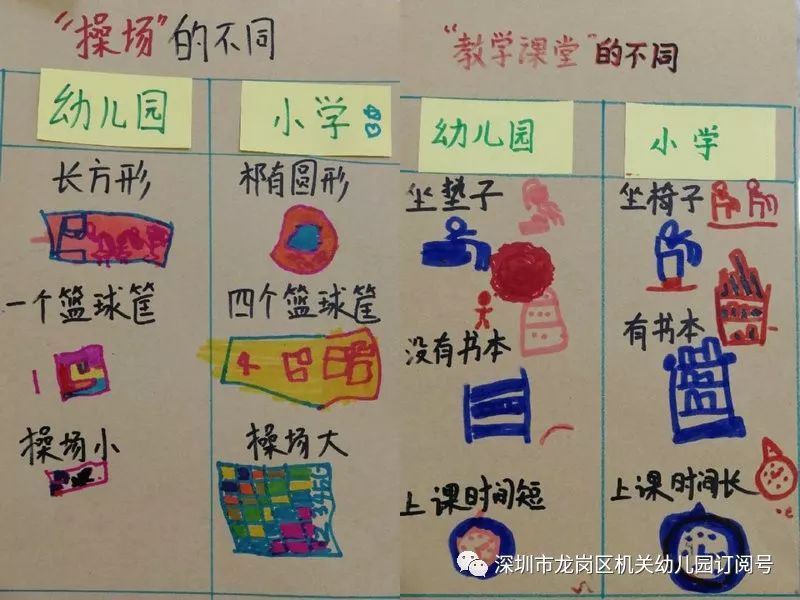 “操场”的不同
幼儿园
小学
长方形
椭圆形
一个篮球筐
四个篮球筐
操场小
操场大
“教学课堂”的不同
幼儿园
小学
坐垫子
坐椅子
没有书本
有书本
上课时间短
上课时间长
深圳市龙岗区机关幼儿园订阅号